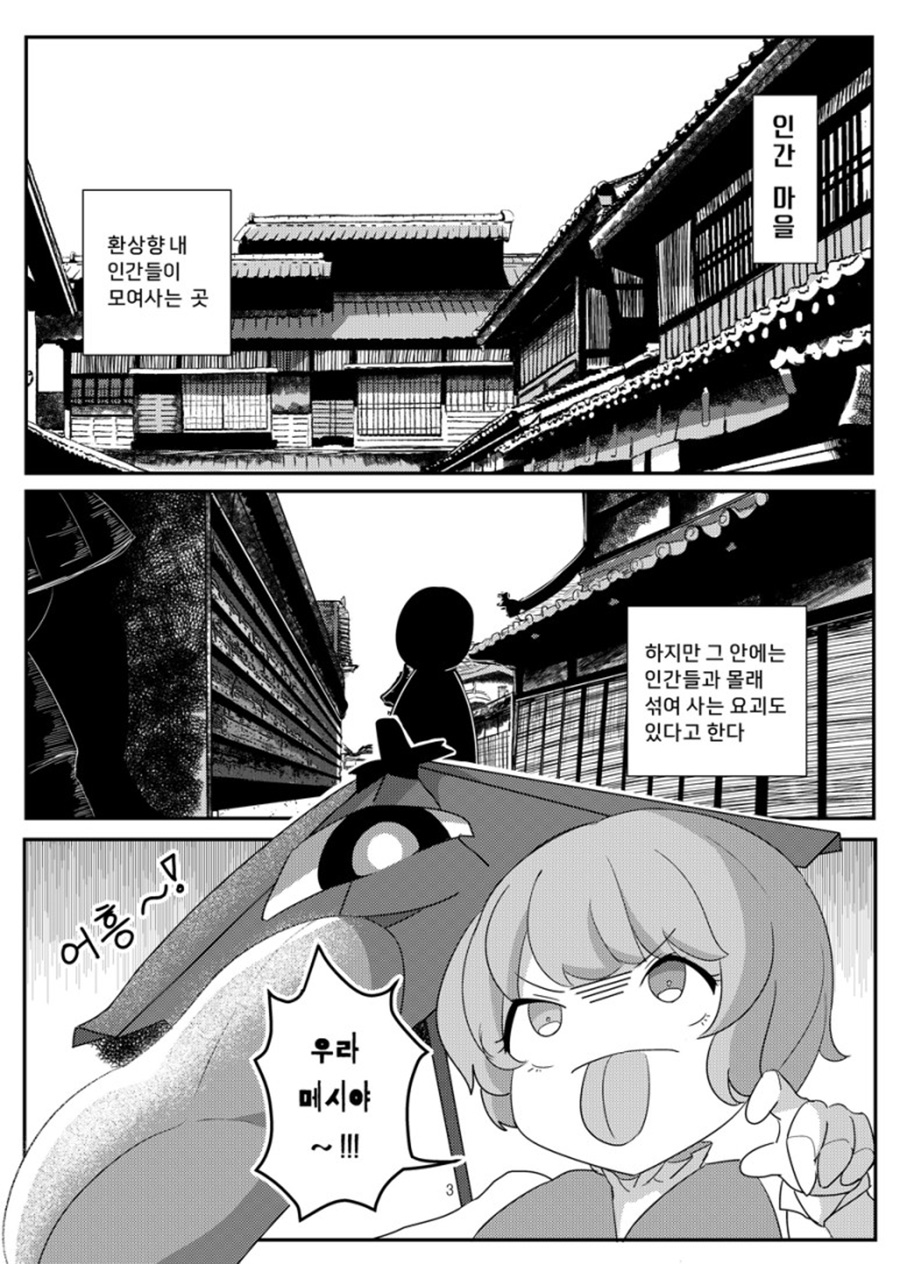 인간 마을
환상향 내
인간들이
모여사는 곳
하지만 그 안에는
인간들과 몰래
섞여 사는 요괴도
있다고 한다
어흥~!
우라
메시야
~!!!
3